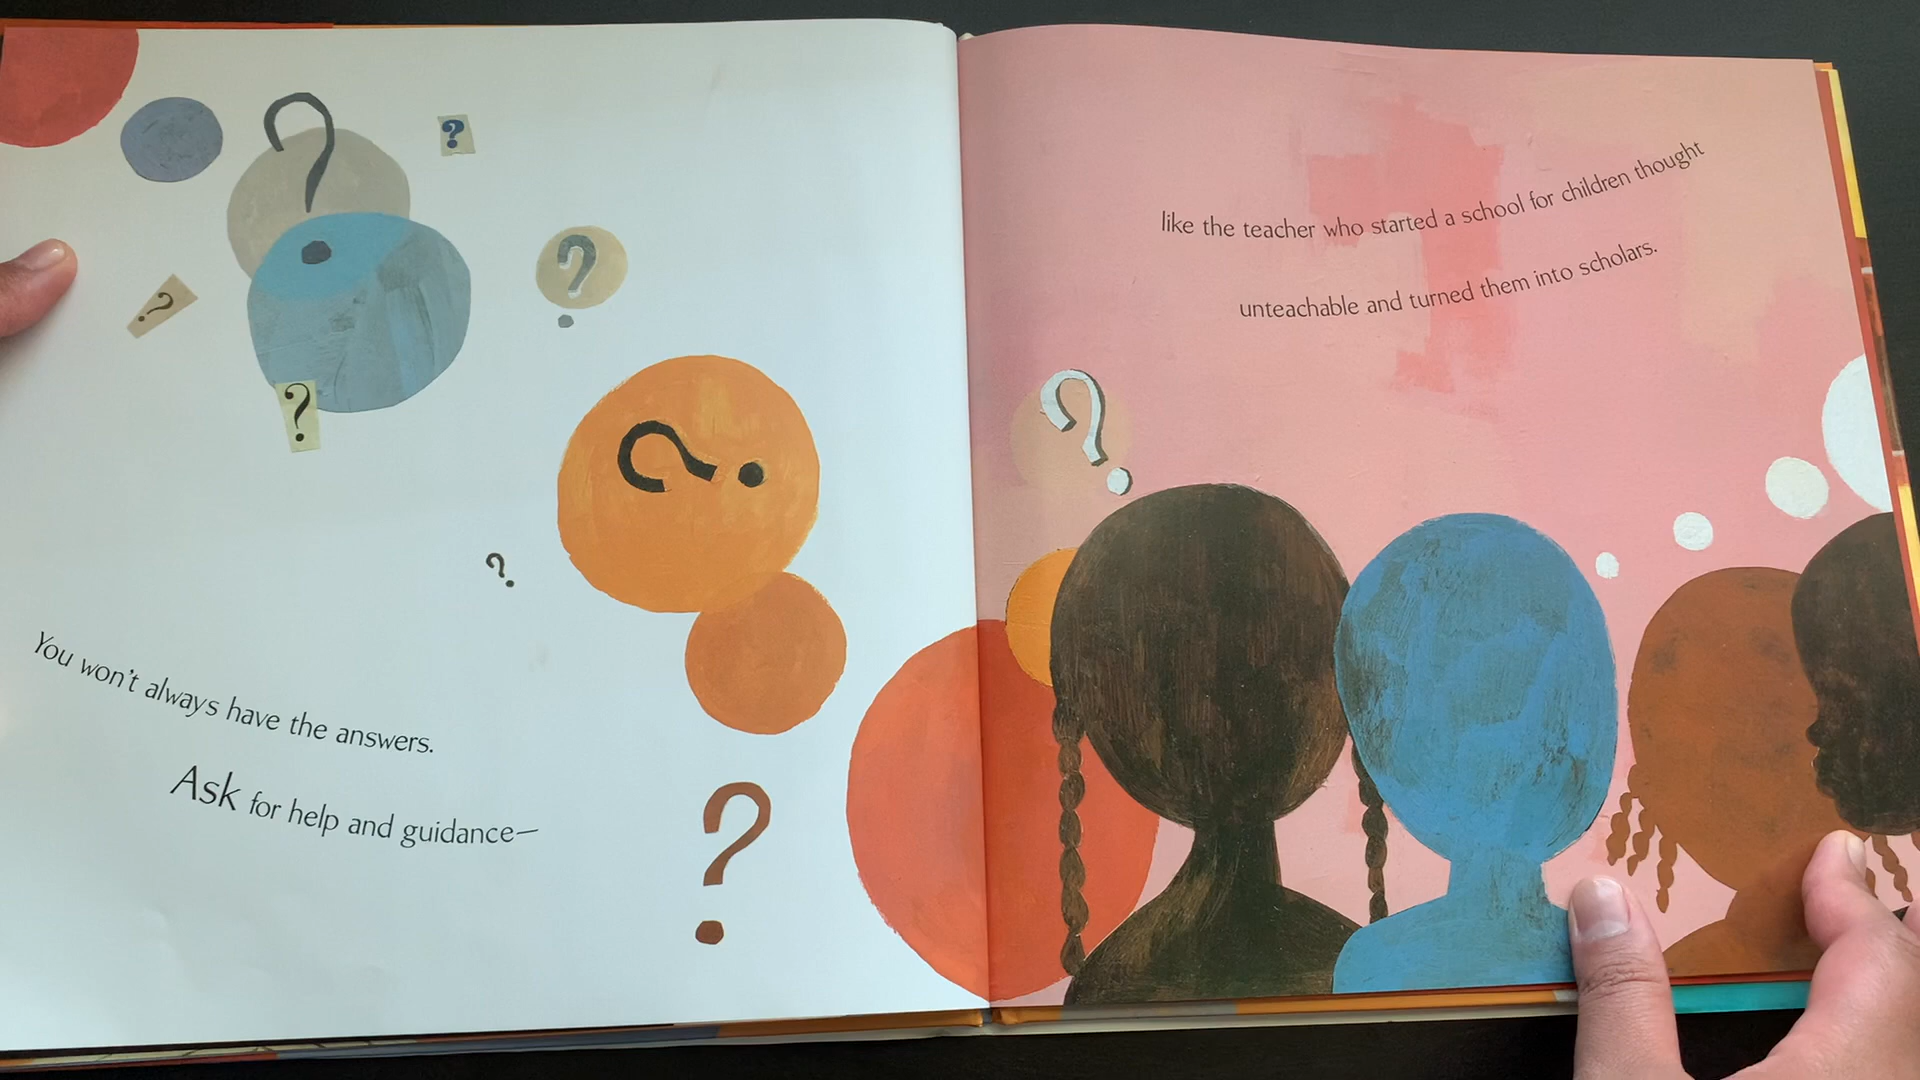 ?
?
?
?
?
?
?
You won't always have the answers.
Ask for help and guidance—
?
like the teacher who started a school for children thought
unteachable and turned them into scholars.
?